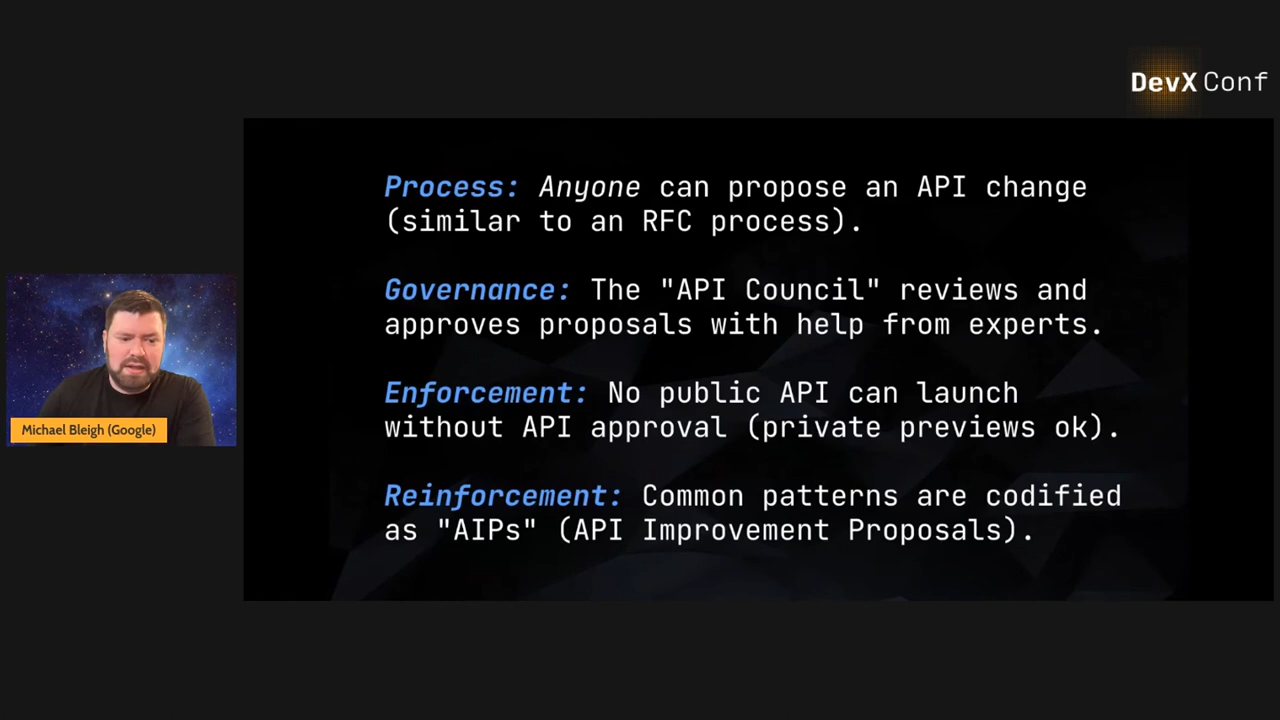 DevX Conf
Process: Anyone can propose an API change
(similar to an RFC process).
Governance: The "API Council" reviews and
approves proposals with help from experts.
Enforcement: No public API can launch
without API approval (private previews ok).
Reinforcement: Common patterns are codified
as "AIPs" (API Improvement Proposals).
Michael Bleigh (Google)